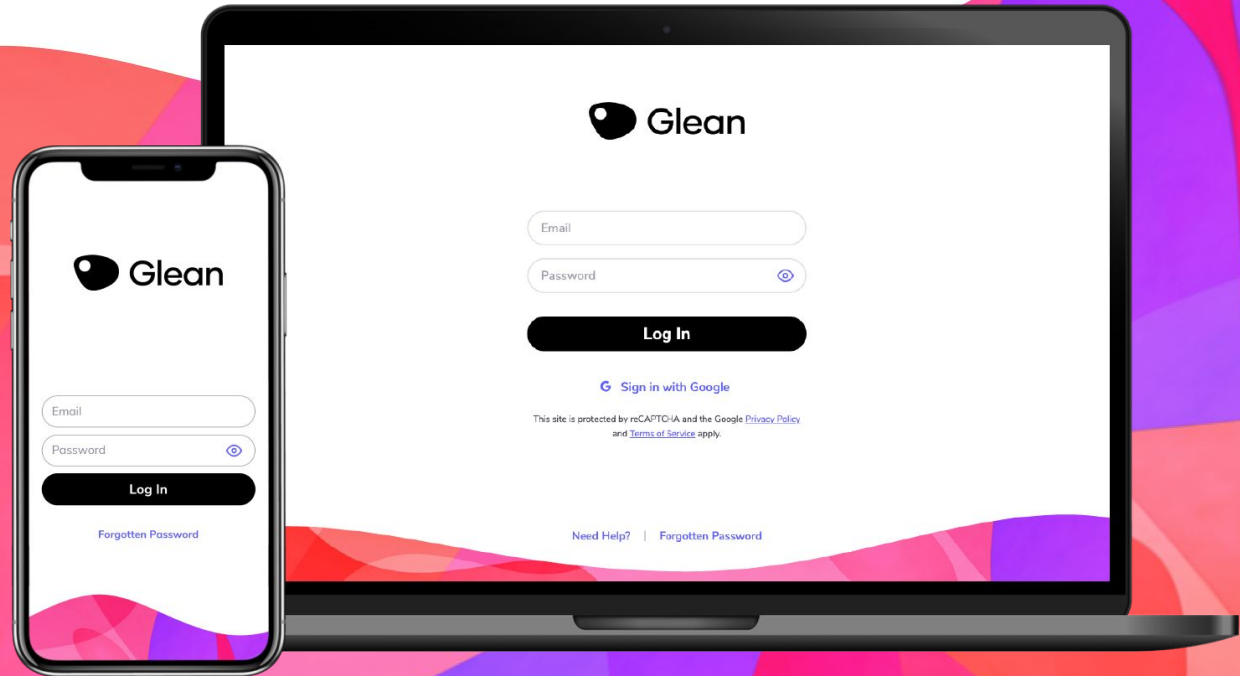 Glean
Email
Password
Log In
Forgotten Password
Glean
Email
Password
Log In
G Sign in with Google
This site is protected by reCAPTCHA and the Google Privacy Policy
and Terms of Service apply.
Need Help? | Forgotten Password